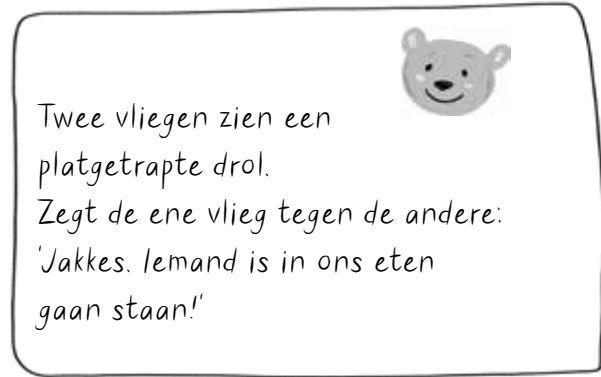 Twee vliegen zien een
platgetrapte drol.
Zegt de ene vlieg tegen de andere:
'Jakkes. Iemand is in ons eten
gaan staan!'